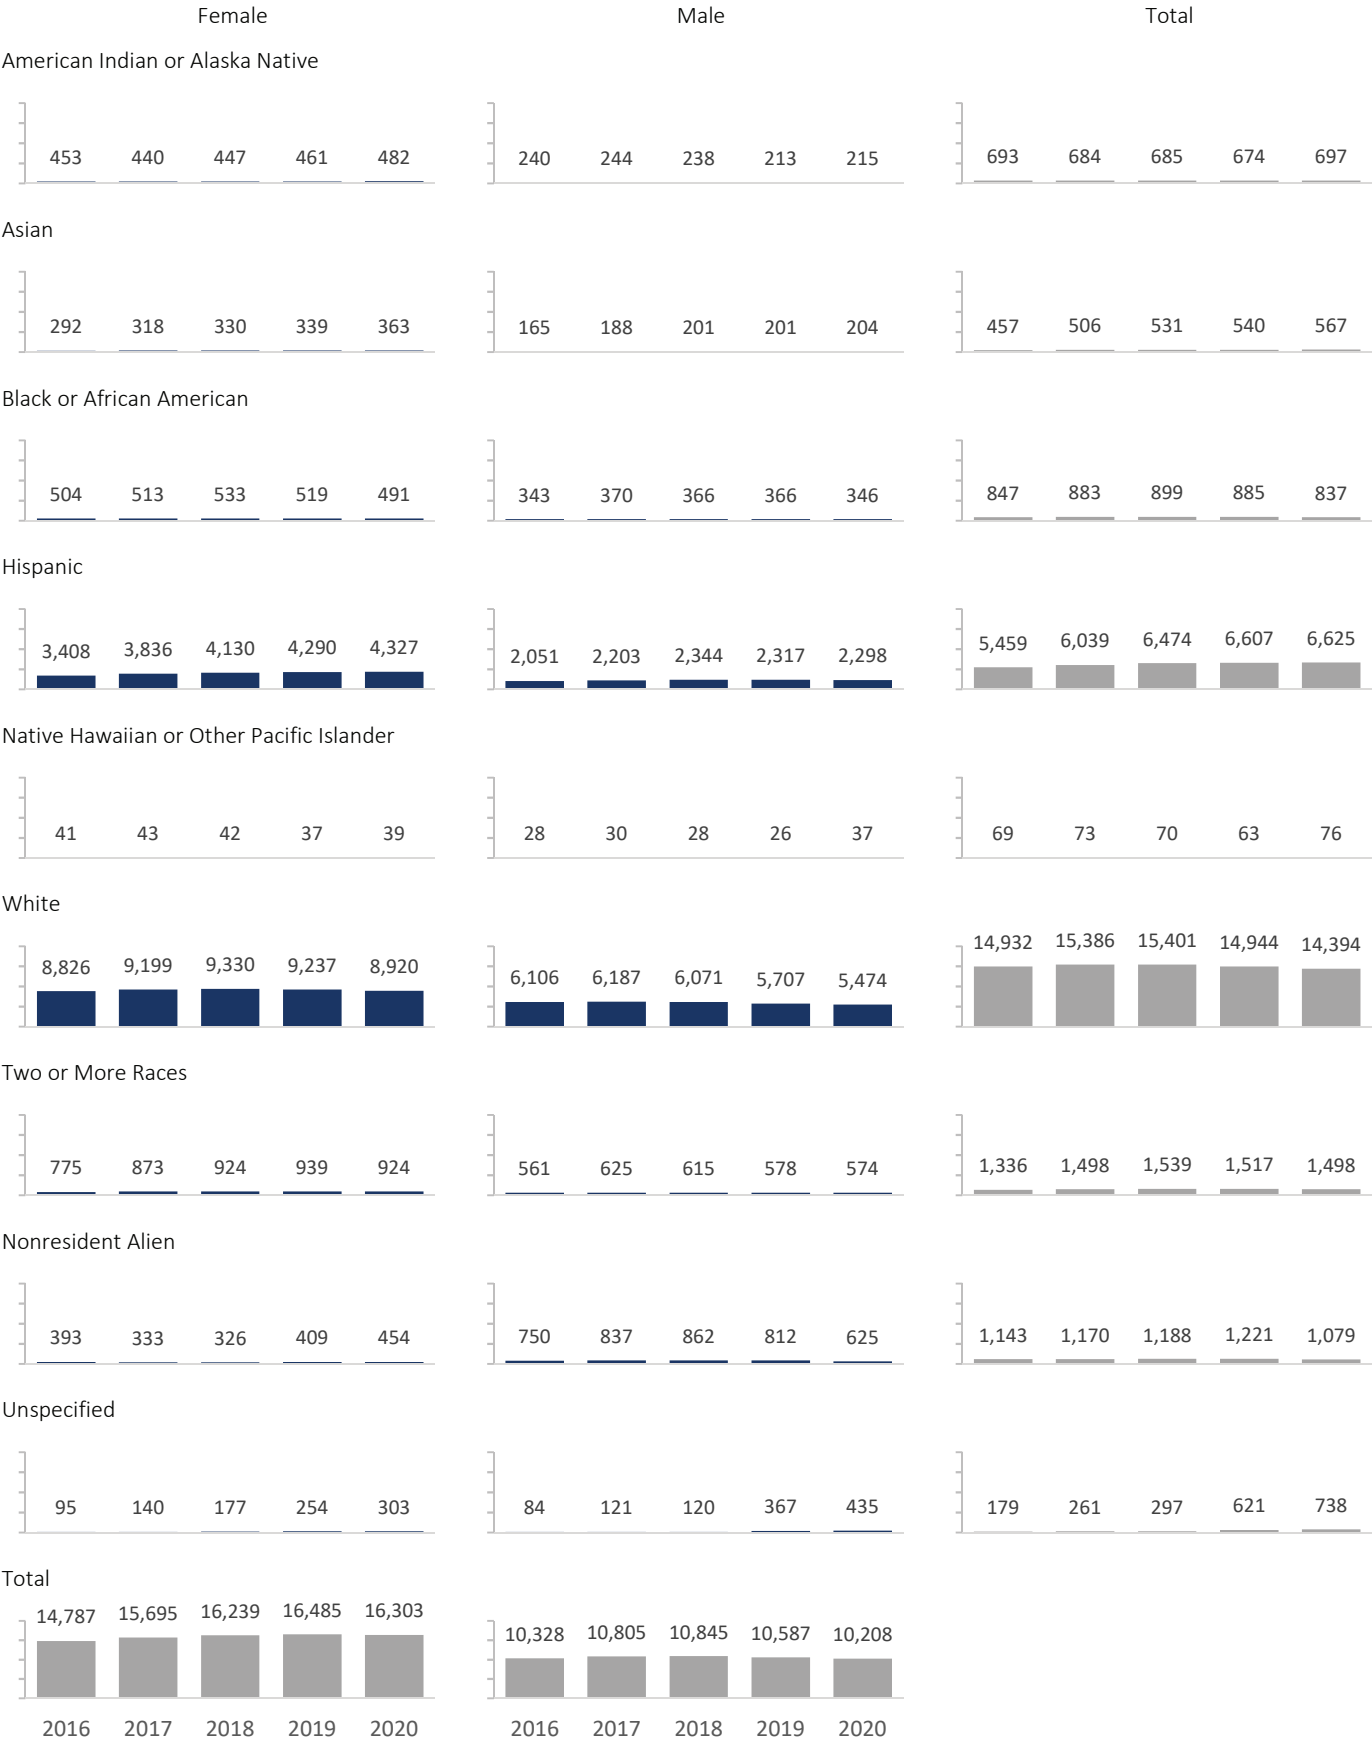 Female Male Total
American Indian or Alaska Native
453 440 447 461 482 240 244 238 213 215 693 684 685 674 697
Asian
292 318 330 339 363 165 188 201 201 204 457 506 531 540 567
Black or African American
504 513 533 519 491 343 370 366 366 346 847 883 899 885 837
Hispanic
3,408 3,836 4,130 4,290 4,327 2,051 2,203 2,344 2,317 2,298 5,459 6,039 6,474 6,607 6,625
Native Hawaiian or Other Pacific Islander
41 43 42 37 39 28 30 28 26 37 69 73 70 63 76
White
8,826 9,199 9,330 9,237 8,920 6,106 6,187 6,071 5,707 5,474 14,932 15,386 15,401 14,944 14,394
Two or More Races
775 873 924 939 924 561 625 615 578 574 1,336 1,498 1,539 1,517 1,498
Nonresident Alien
393 333 326 409 454 750 837 862 812 625 1,143 1,170 1,188 1,221 1,079
Unspecified
95 140 177 254 303 84 121 120 367 435 179 261 297 621 738
Total
14,787 15,695 16,239 16,485 16,303 10,328 10,805 10,845 10,587 10,208
2016 2017 2018 2019 2020 2016 2017 2018 2019 2020